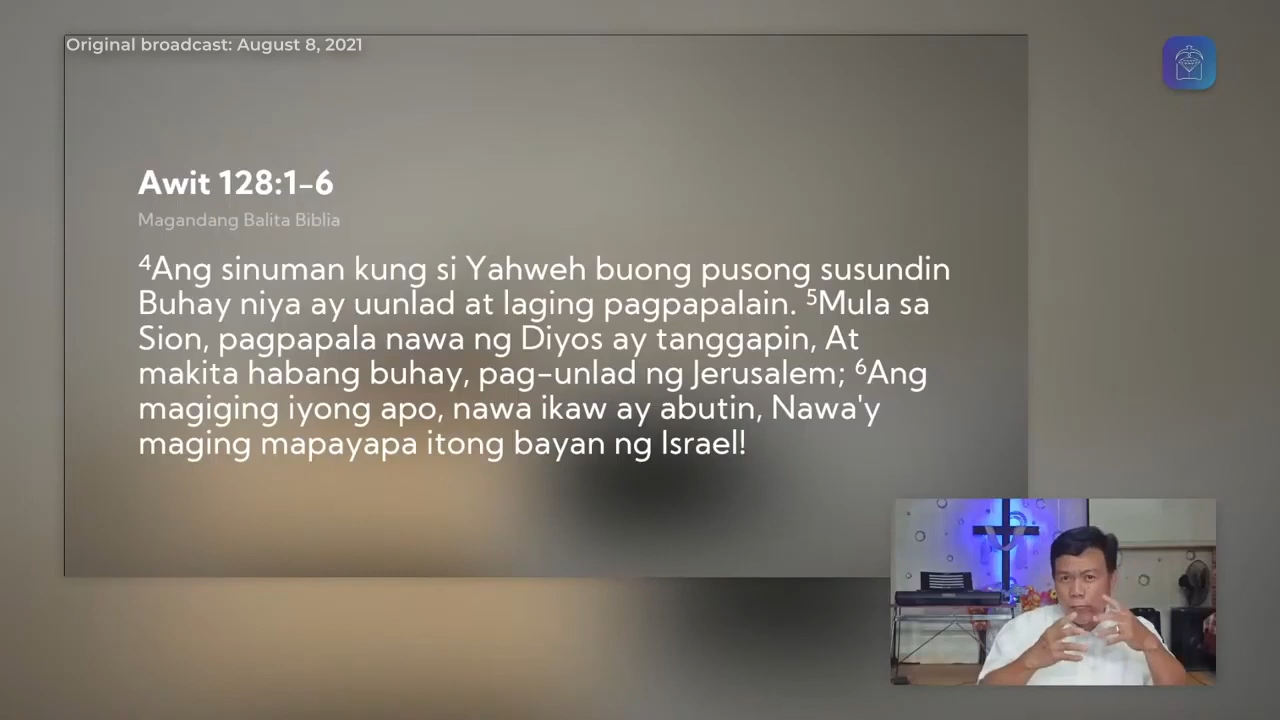 Original broadcast: August 8, 2021
Awit 128:1-6
Magandang Balita Biblia
⁴Ang sinuman kung si Yahweh buong pusong susundin
Buhay niya ay uunlad at laging pagpapalain. ⁵Mula sa
Sion, pagpapala nawa ng Diyos ay tanggapin, At
makita habang buhay, pag-unlad ng Jerusalem; ⁶Ang
magiging iyong apo, nawa ikaw ay abutin, Nawa'y
maging mapayapa itong bayan ng Israel!